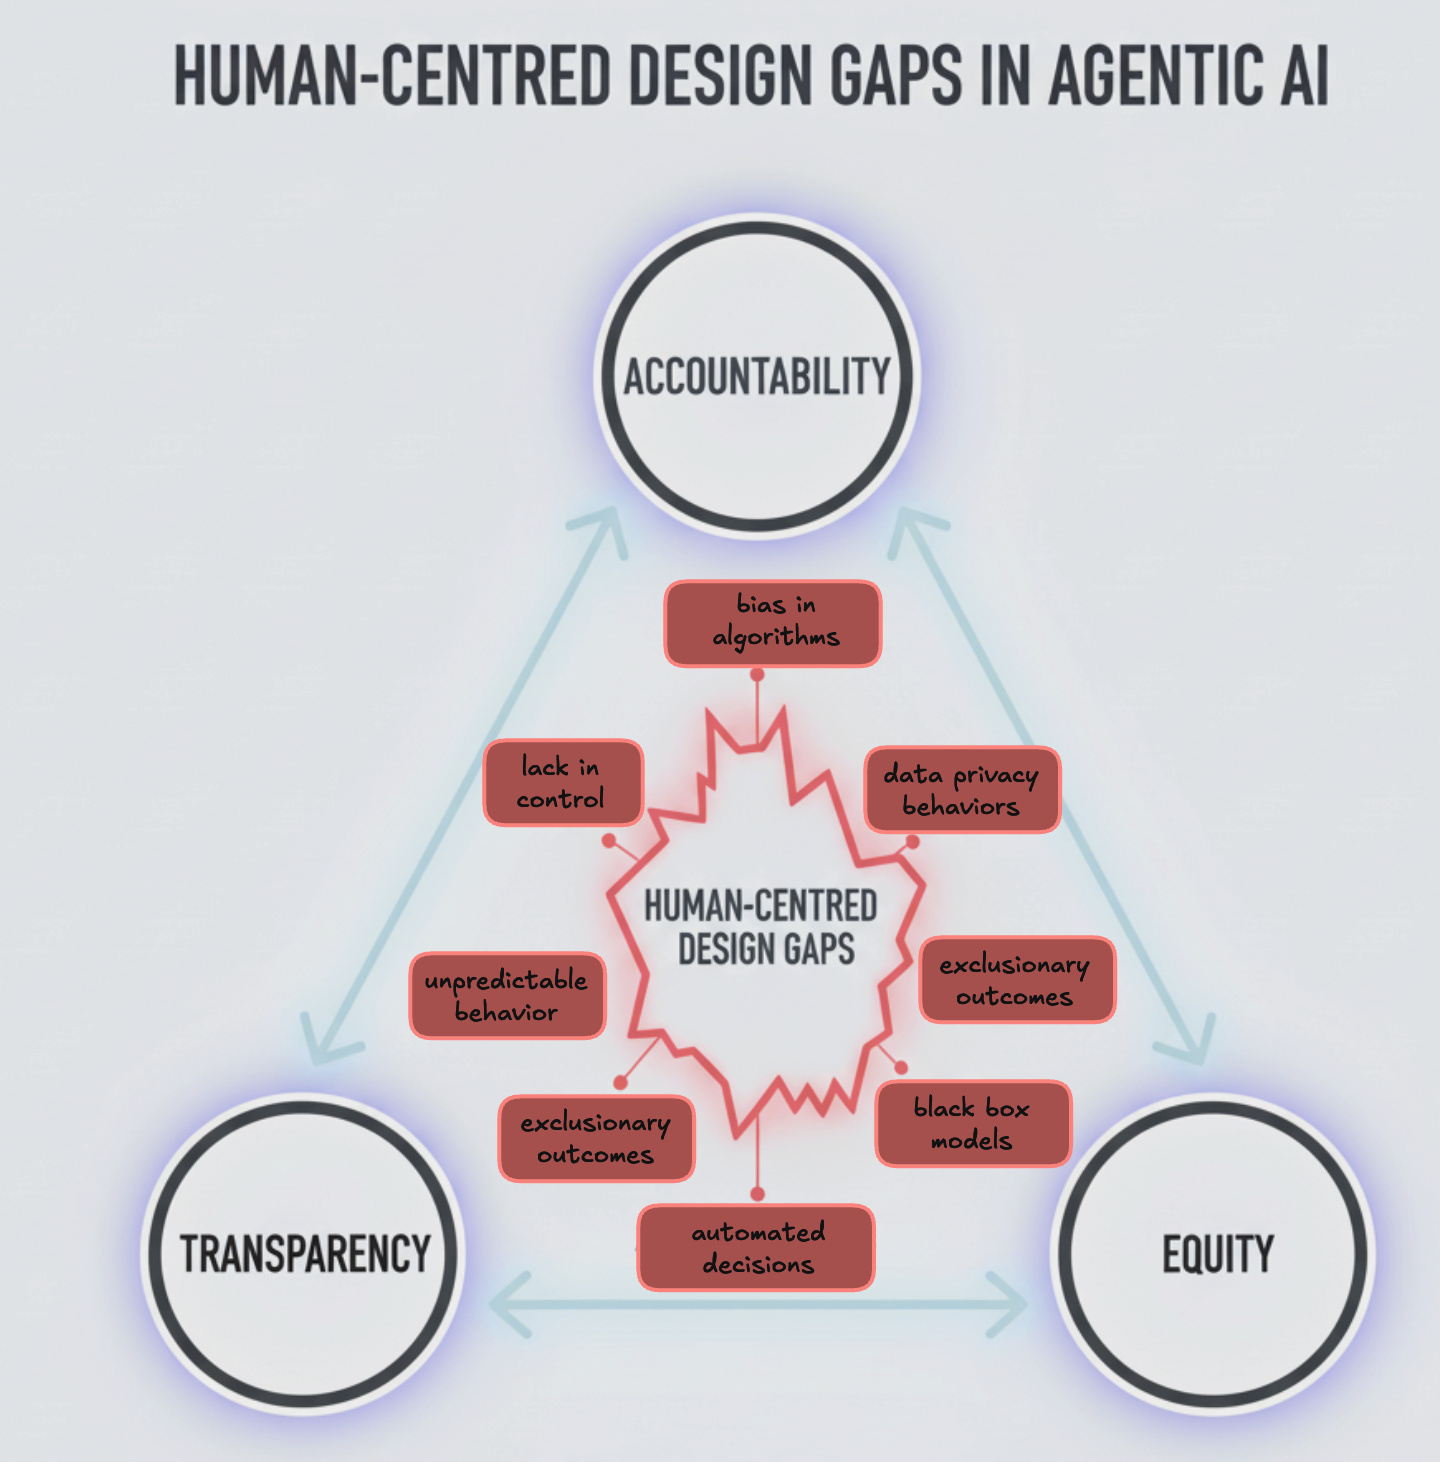 HUMAN-CENTRED DESIGN GAPS IN AGENTIC AI
ACCOUNTABILITY
bias in
algorithms
lack in
control
data privacy
behaviors
HUMAN-CENTRED
DESIGN GAPS
unpredictable
behavior
exclusionary
outcomes
exclusionary
outcomes
black box
models
automated
decisions
TRANSPARENCY
EQUITY